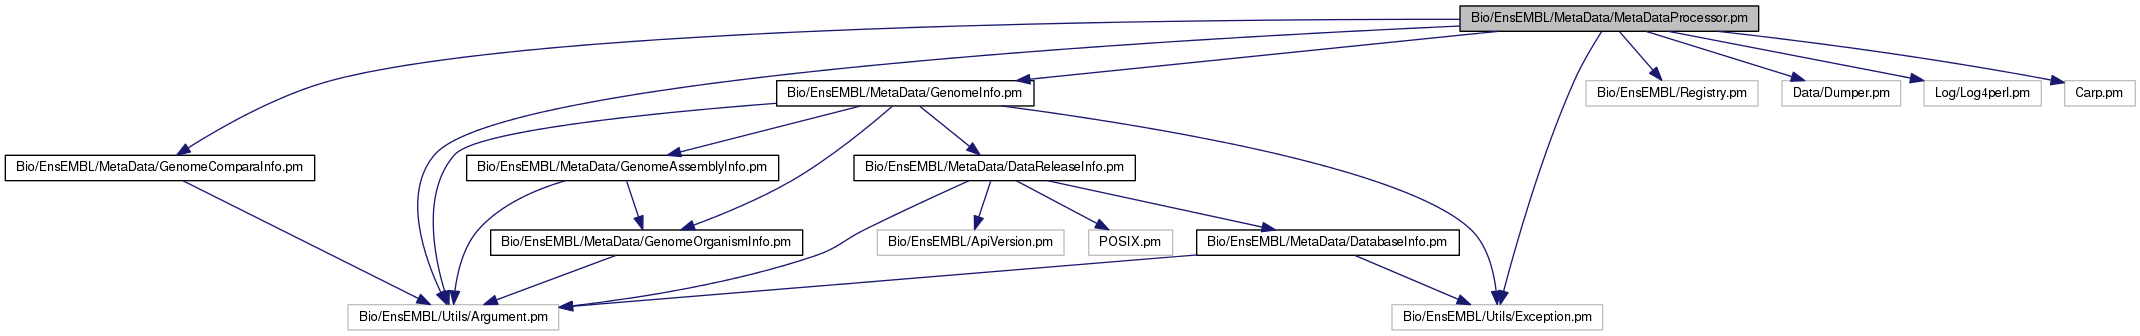 Bio/EnsEMBL/MetaData/MetaDataProcessor.pm
Bio/EnsEMBL/MetaData/GenomeInfo.pm
Bio/EnsEMBL/Registry.pm
Data/Dumper.pm
Log/Log4perl.pm
Carp.pm
Bio/EnsEMBL/MetaData/GenomeComparaInfo.pm
Bio/EnsEMBL/MetaData/GenomeAssemblyInfo.pm
Bio/EnsEMBL/MetaData/DataReleaseInfo.pm
Bio/EnsEMBL/MetaData/GenomeOrganismInfo.pm
Bio/EnsEMBL/ApiVersion.pm
POSIX.pm
Bio/EnsEMBL/MetaData/DatabaseInfo.pm
Bio/EnsEMBL/Utils/Argument.pm
Bio/EnsEMBL/Utils/Exception.pm